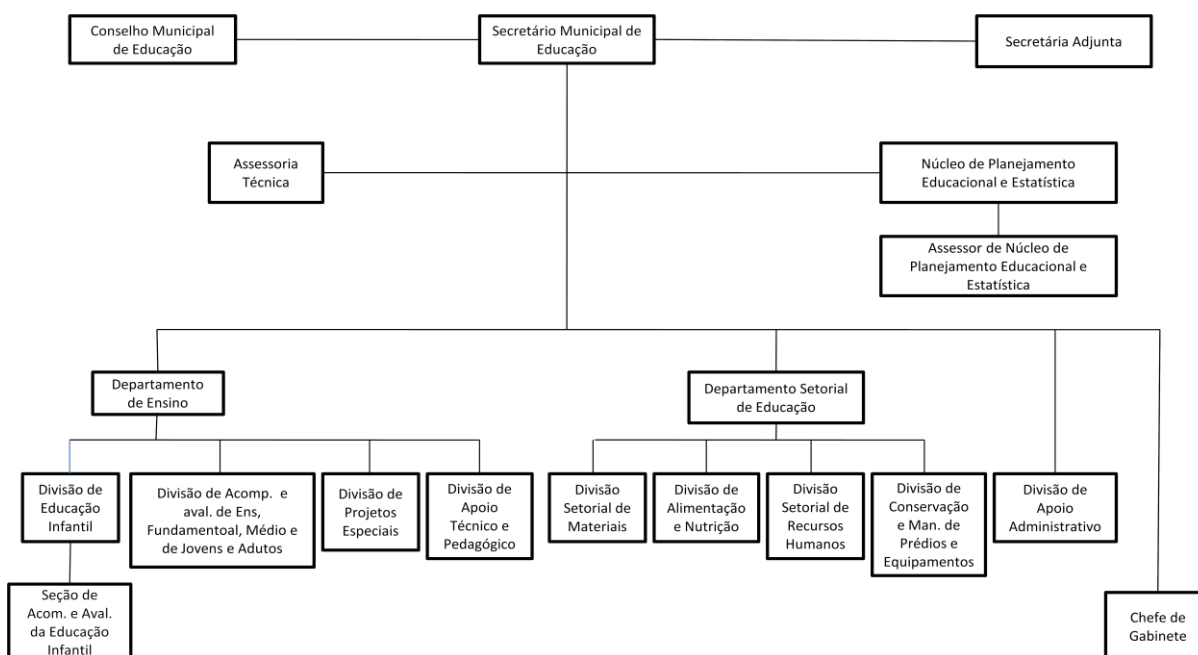 Conselho Municipal
de Educação
Secretário Municipal de
Educação
Secretária Adjunta
Assessoria
Técnica
Núcleo de Planejamento
Educacional e Estatística
Assessor de Núcleo de
Planejamento Educacional e
Estatística
Departamento
de Ensino
Departamento Setorial
de Educação
Divisão de
Educação
Infantil
Divisão de Acomp. e
aval. de Ens,
Fundamentoal, Médio e
de Jovens e Adutos
Divisão de
Projetos
Especiais
Divisão de
Apoio
Técnico e
Pedagógico
Divisão
Setorial de
Materiais
Divisão de
Alimentação
e Nutrição
Divisão
Setorial de
Recursos
Humanos
Divisão de
Conservação
e Man. de
Prédios e
Equipamentos
Divisão de
Apoio
Administrativo
Seção de
Acom. e Aval.
da Educação
Infantil
Chefe de
Gabinete